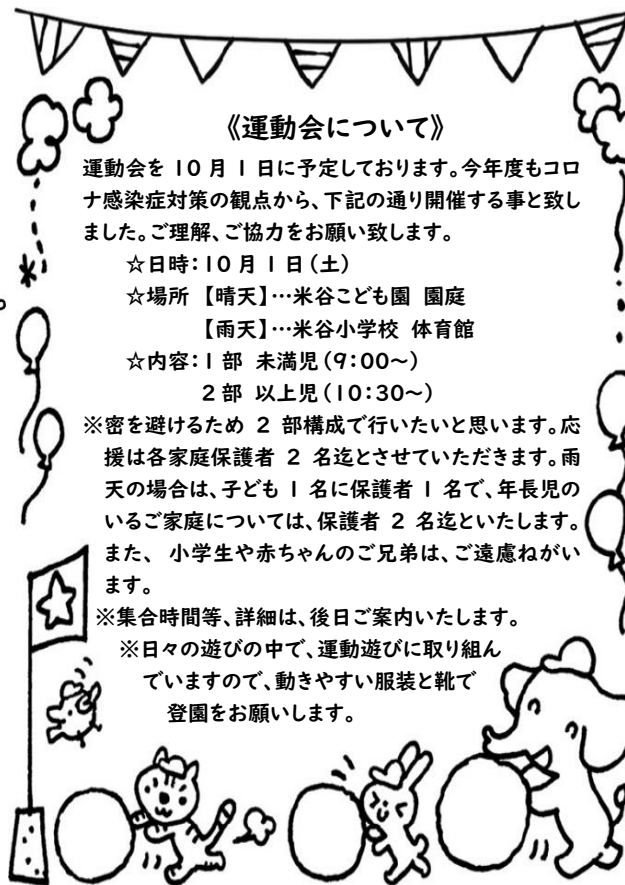 《運動会について》
運動会を 10 月 1 日に予定しております。今年度もコロ
ナ感染症対策の観点から、下記の通り開催する事と致し
ました。ご理解、ご協力をお願い致します。
☆日時：10 月 1 日（土）
☆場所 【晴天】…米谷こども園 園庭
【雨天】…米谷小学校 体育館
☆内容：1 部 未満児（9：00～）
2 部 以上児（10：30～）
※密を避けるため 2 部構成で行いたいと思います。応
援は各家庭保護者 2 名迄とさせていただきます。雨
天の場合は、子ども 1 名に保護者 1 名で、年長児の
いるご家庭については、保護者 2 名迄といたします。
また、 小学生や赤ちゃんのご兄弟は、ご遠慮ねがい
ます。
※集合時間等、詳細は、後日ご案内いたします。
※日々の遊びの中で、運動遊びに取り組ん
でいますので、動きやすい服装と靴で
登園をお願いします。